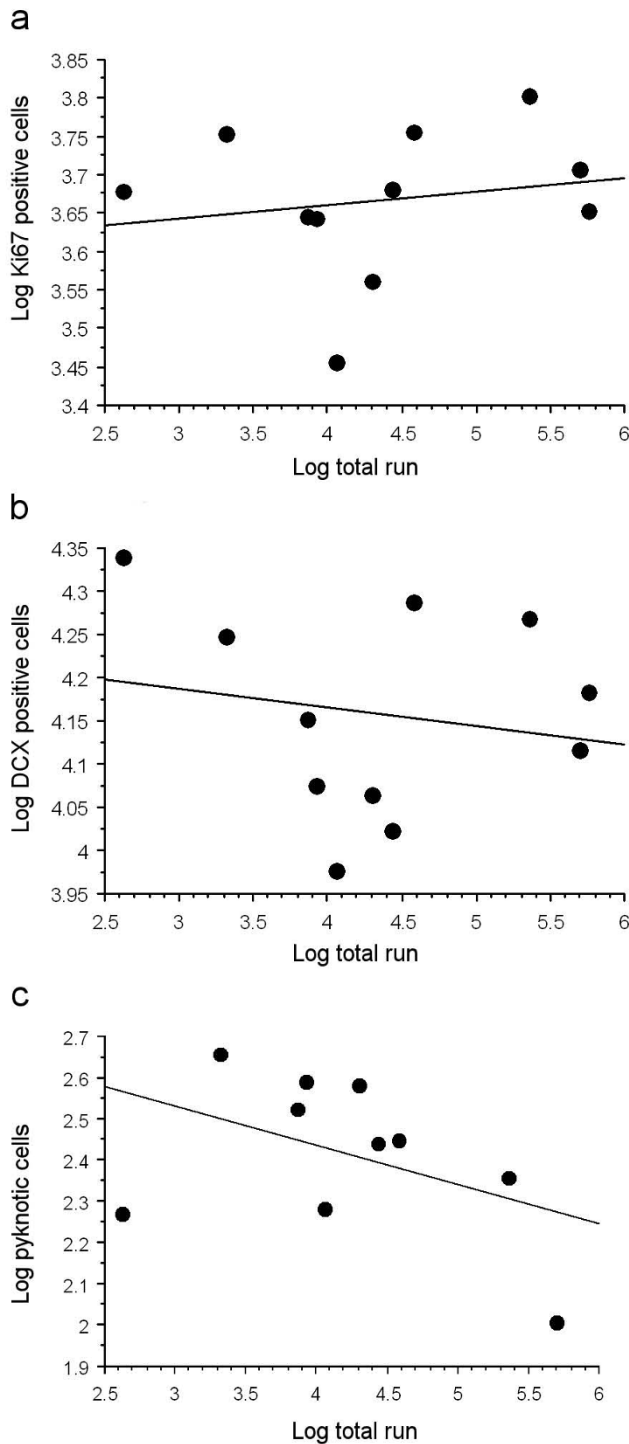 a
Log Ki67 positive cells
3.85
3.8
3.75
3.7
3.65
3.6
3.55
3.5
3.45
3.4
2.5 3 3.5 4 4.5 5 5.5 6
Log total run
b
Log DCX positive cells
4.35
4.3
4.25
4.2
4.15
4.1
4.05
4
3.95
2.5 3 3.5 4 4.5 5 5.5 6
Log total run
c
Log pyknotic cells
2.7
2.6
2.5
2.4
2.3
2.2
2.1
2
1.9
2.5 3 3.5 4 4.5 5 5.5 6
Log total run